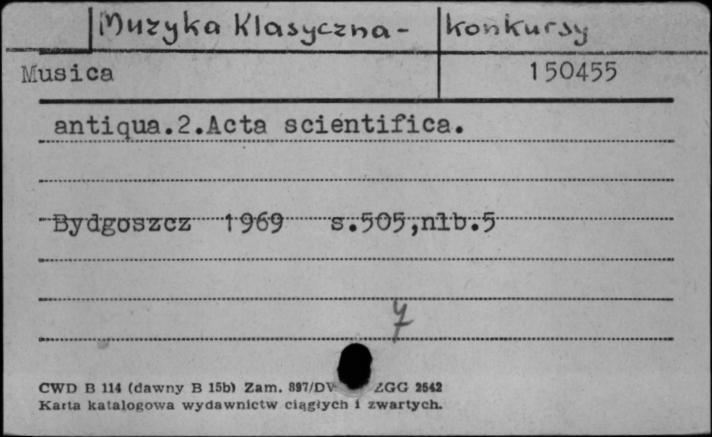 Muzyka Klasyczna- konkursy
Musica 150455
antiqua.2.Acta scientifica.
Bydgoszcz 1969 s.505,nlb.5
CWD B 114 (dawny B 15b) Zam. 897/DV ZGG 2542
Karta katalogowa wydawnictw ciągłych i zwartych.